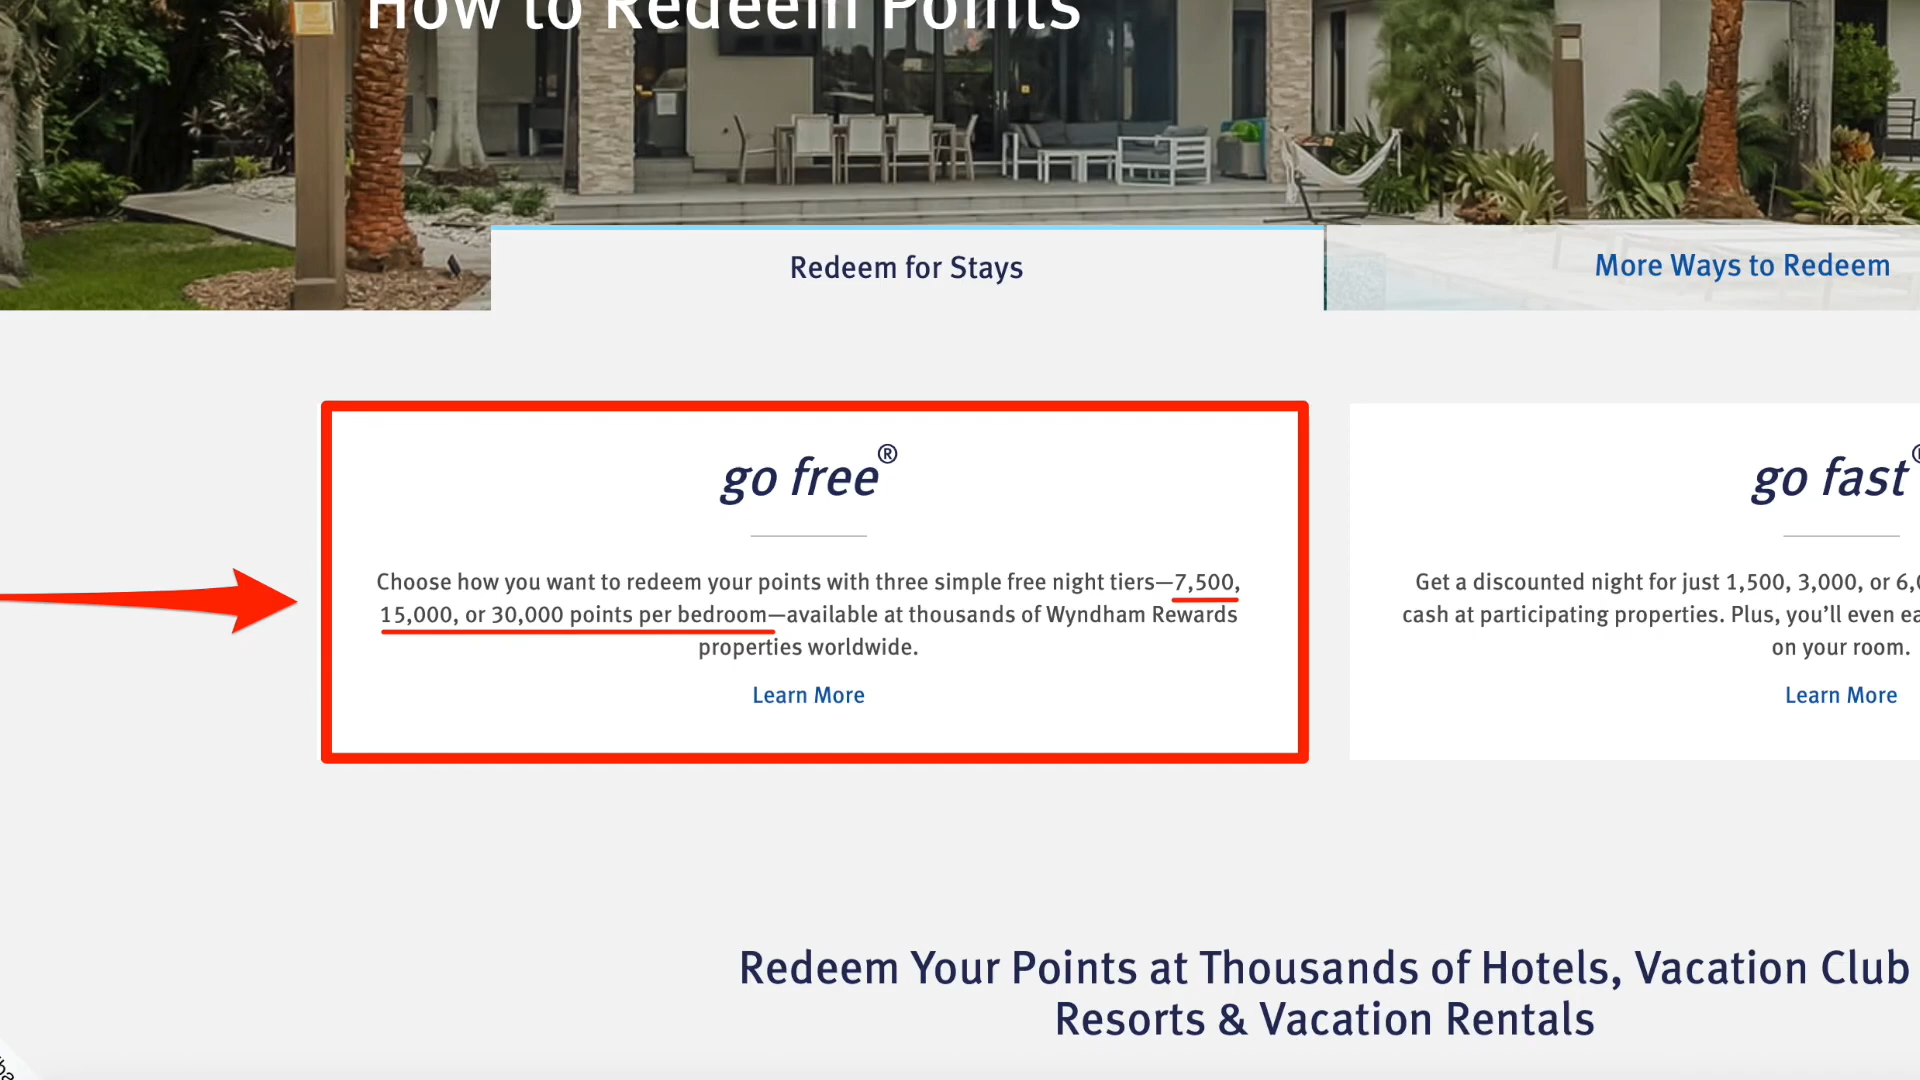 How to Redeem Points
Redeem for Stays
More Ways to Redeem
go free®
Choose how you want to redeem your points with three simple free night tiers—7,500,
15,000, or 30,000 points per bedroom—available at thousands of Wyndham Rewards
properties worldwide.
Learn More
go fast®
Get a discounted night for just 1,500, 3,000, or
cash at participating properties. Plus, you’ll even
on your room.
Learn More
Redeem Your Points at Thousands of Hotels, Vacation Club
Resorts & Vacation Rentals